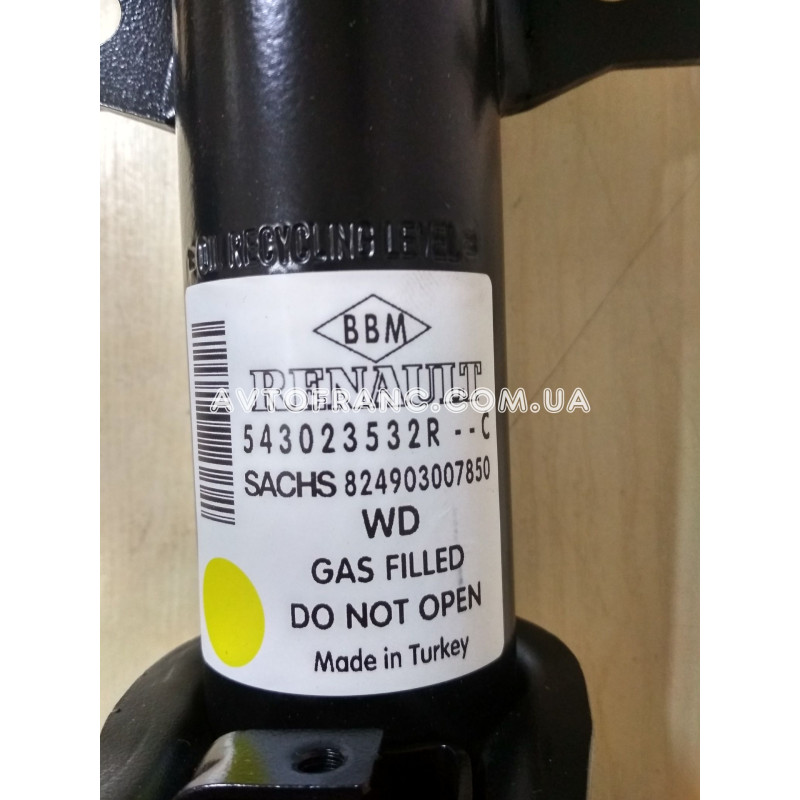 OIL RECYCLING LEVEL
BBM
RENAULT
AVTOFRANC.COM.UA
543023532R --C
SACHS 824903007850
WD
GAS FILLED
DO NOT OPEN
Made in Turkey